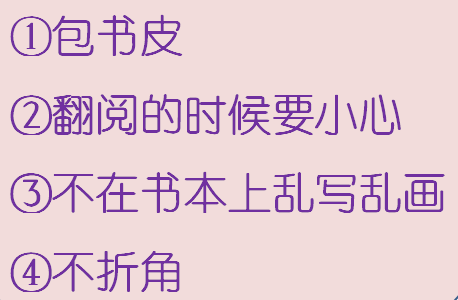 ①包书皮
②翻阅的时候要小心
③不在书本上乱写乱画
④不折角